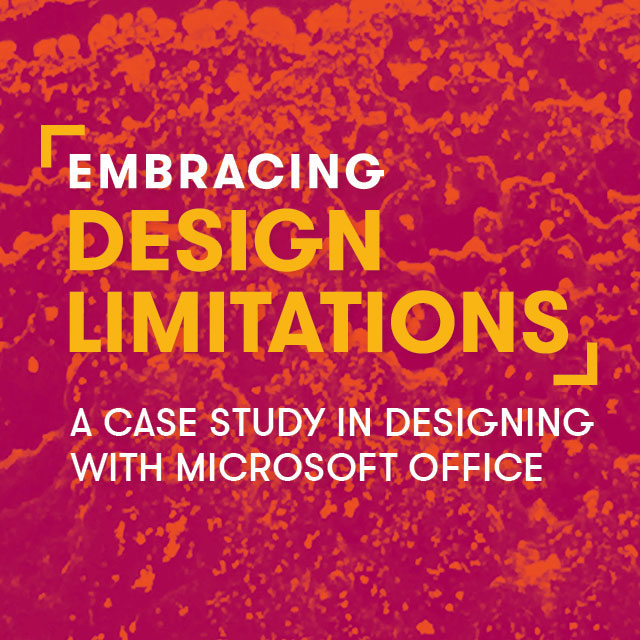 EMBRACING
DESIGN
LIMITATIONS
A CASE STUDY IN DESIGNING
WITH MICROSOFT OFFICE